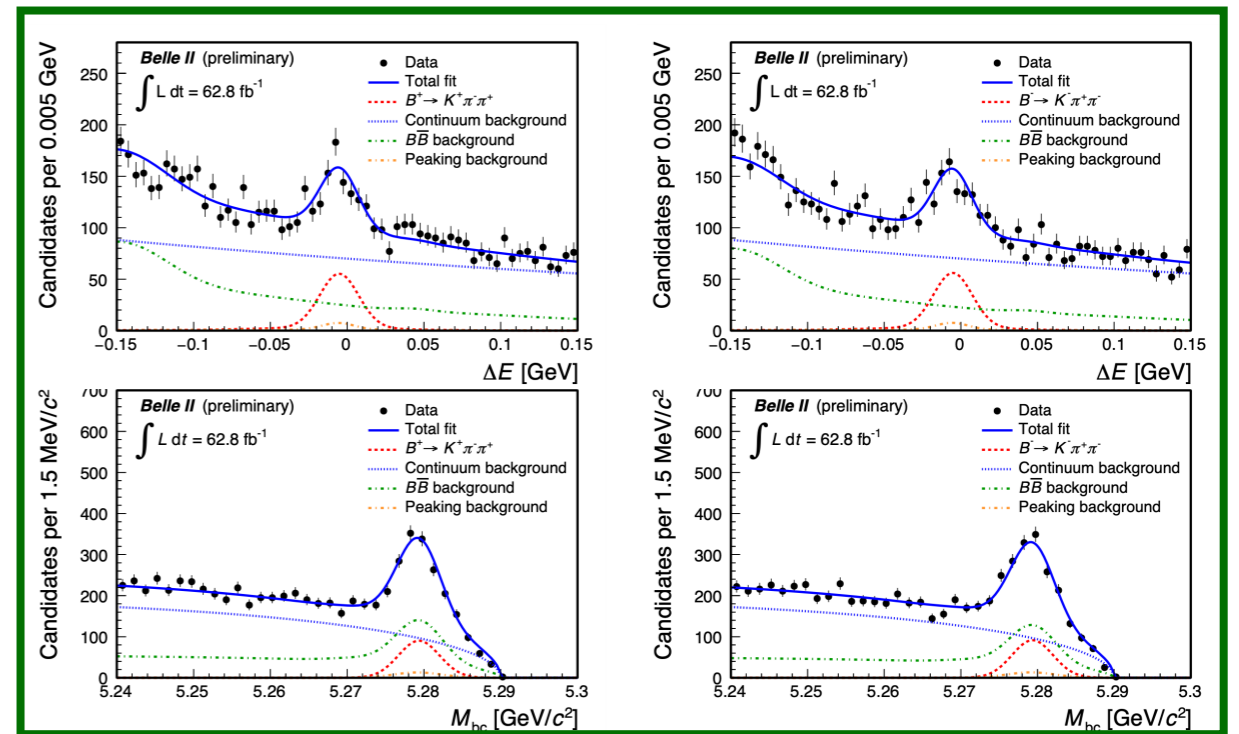 Candidates per 0.005 GeV
Belle II (preliminary)
∫ L dt = 62.8 fb⁻¹
Data
Total fit
B⁺→ K⁺π⁻π⁺
Continuum background
BB̅ background
Peaking background
250
200
150
100
50
0
−0.15 −0.1 −0.05 0 0.05 0.1 0.15
ΔE [GeV]
Candidates per 0.005 GeV
Belle II (preliminary)
∫ L dt = 62.8 fb⁻¹
Data
Total fit
B⁻→ K⁻π⁺π⁻
Continuum background
BB̅ background
Peaking background
250
200
150
100
50
0
−0.15 −0.1 −0.05 0 0.05 0.1 0.15
ΔE [GeV]
Candidates per 1.5 MeV/c²
Belle II (preliminary)
∫ L dt = 62.8 fb⁻¹
Data
Total fit
B⁺→ K⁺π⁻π⁺
Continuum background
BB̅ background
Peaking background
700
600
500
400
300
200
100
0
5.24 5.25 5.26 5.27 5.28 5.29 5.3
M_bc [GeV/c²]
Candidates per 1.5 MeV/c²
Belle II (preliminary)
∫ L dt = 62.8 fb⁻¹
Data
Total fit
B⁻→ K⁻π⁺π⁻
Continuum background
BB̅ background
Peaking background
700
600
500
400
300
200
100
0
5.24 5.25 5.26 5.27 5.28 5.29 5.3
M_bc [GeV/c²]